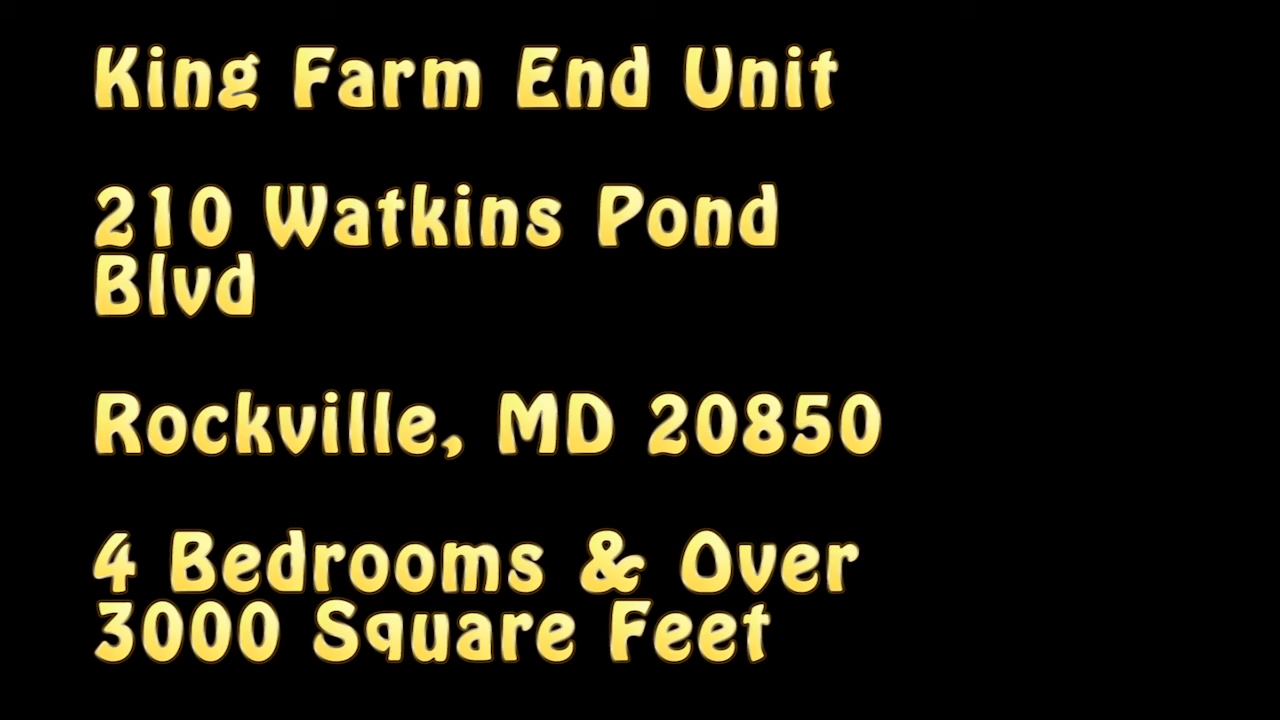 King Farm End Unit
210 Watkins Pond
Blvd
Rockville, MD 20850
4 Bedrooms & Over
3000 Square Feet